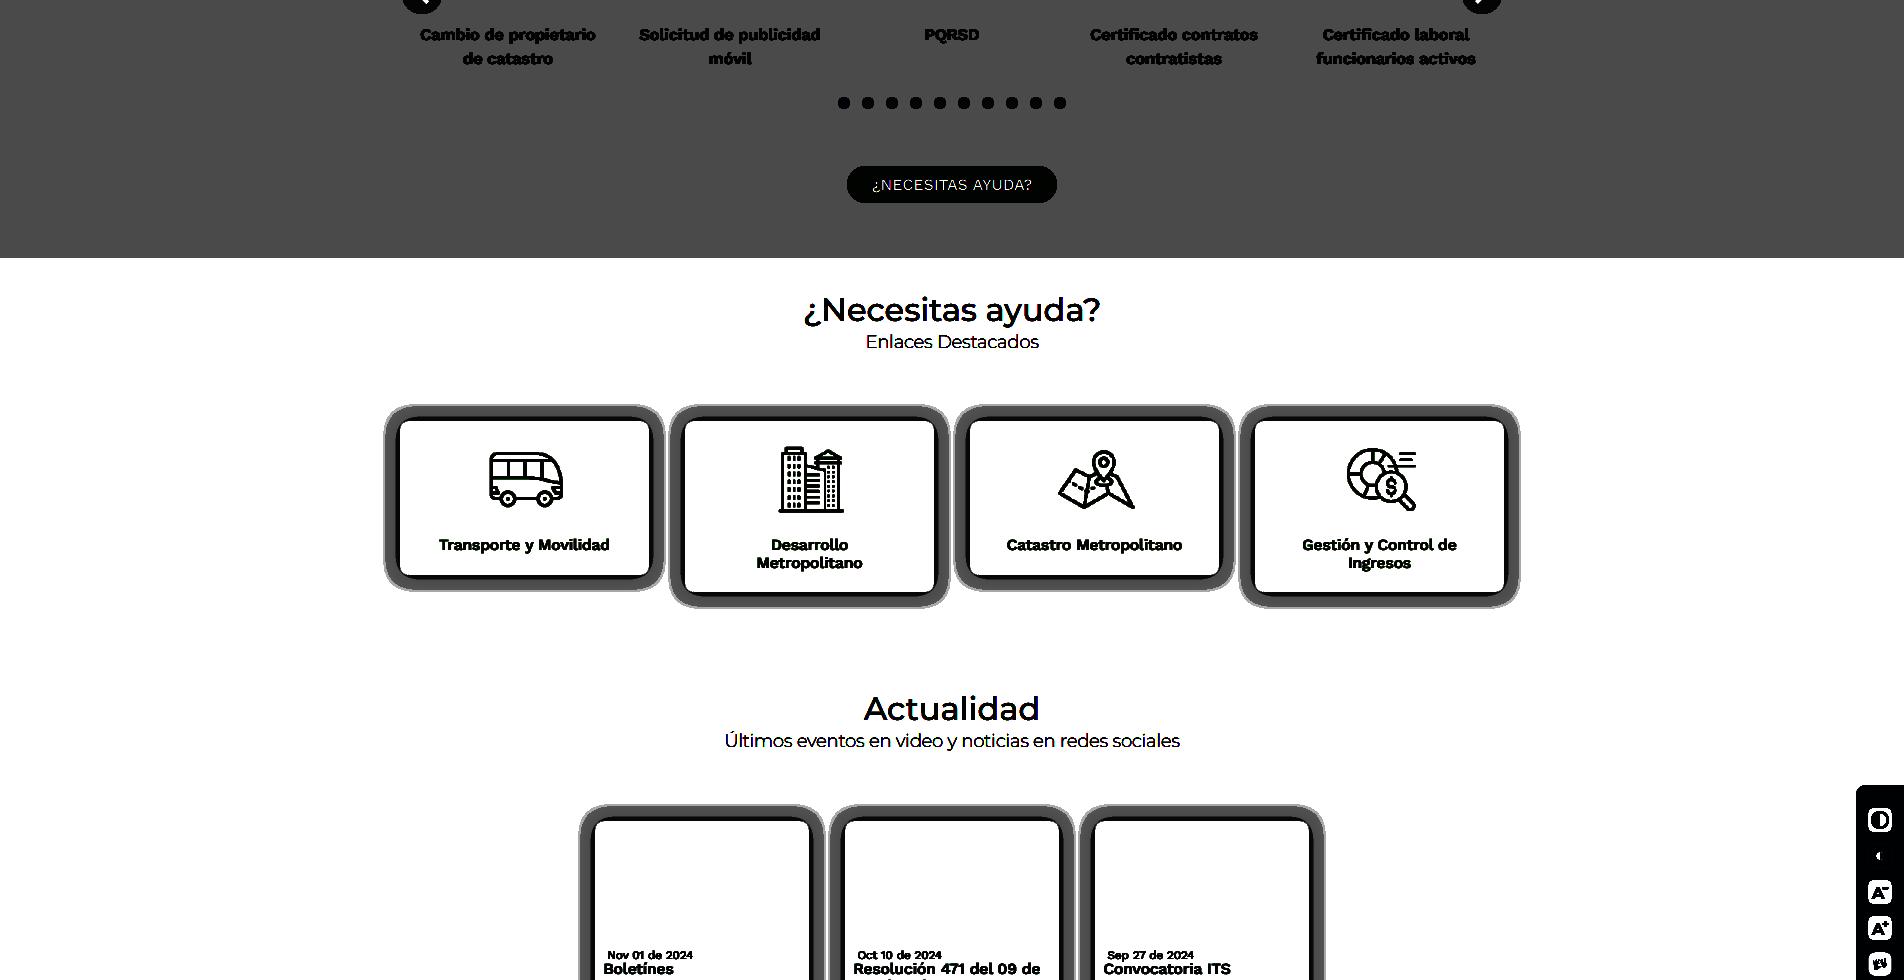 Cambio de propietario
de catastro
Solicitud de publicidad
móvil
PQRSD
Certificado contratos
contratistas
Certificado laboral
funcionarios activos
¿NECESITAS AYUDA?
¿Necesitas ayuda?
Enlaces Destacados
Transporte y Movilidad
Desarrollo
Metropolitano
Catastro Metropolitano
Gestión y Control de
Ingresos
Actualidad
Últimos eventos en video y noticias en redes sociales
Nov 01 de 2024
Boletínes
Oct 10 de 2024
Resolución 471 del 09 de
Sep 27 de 2024
Convocatoria ITS
A-
A+